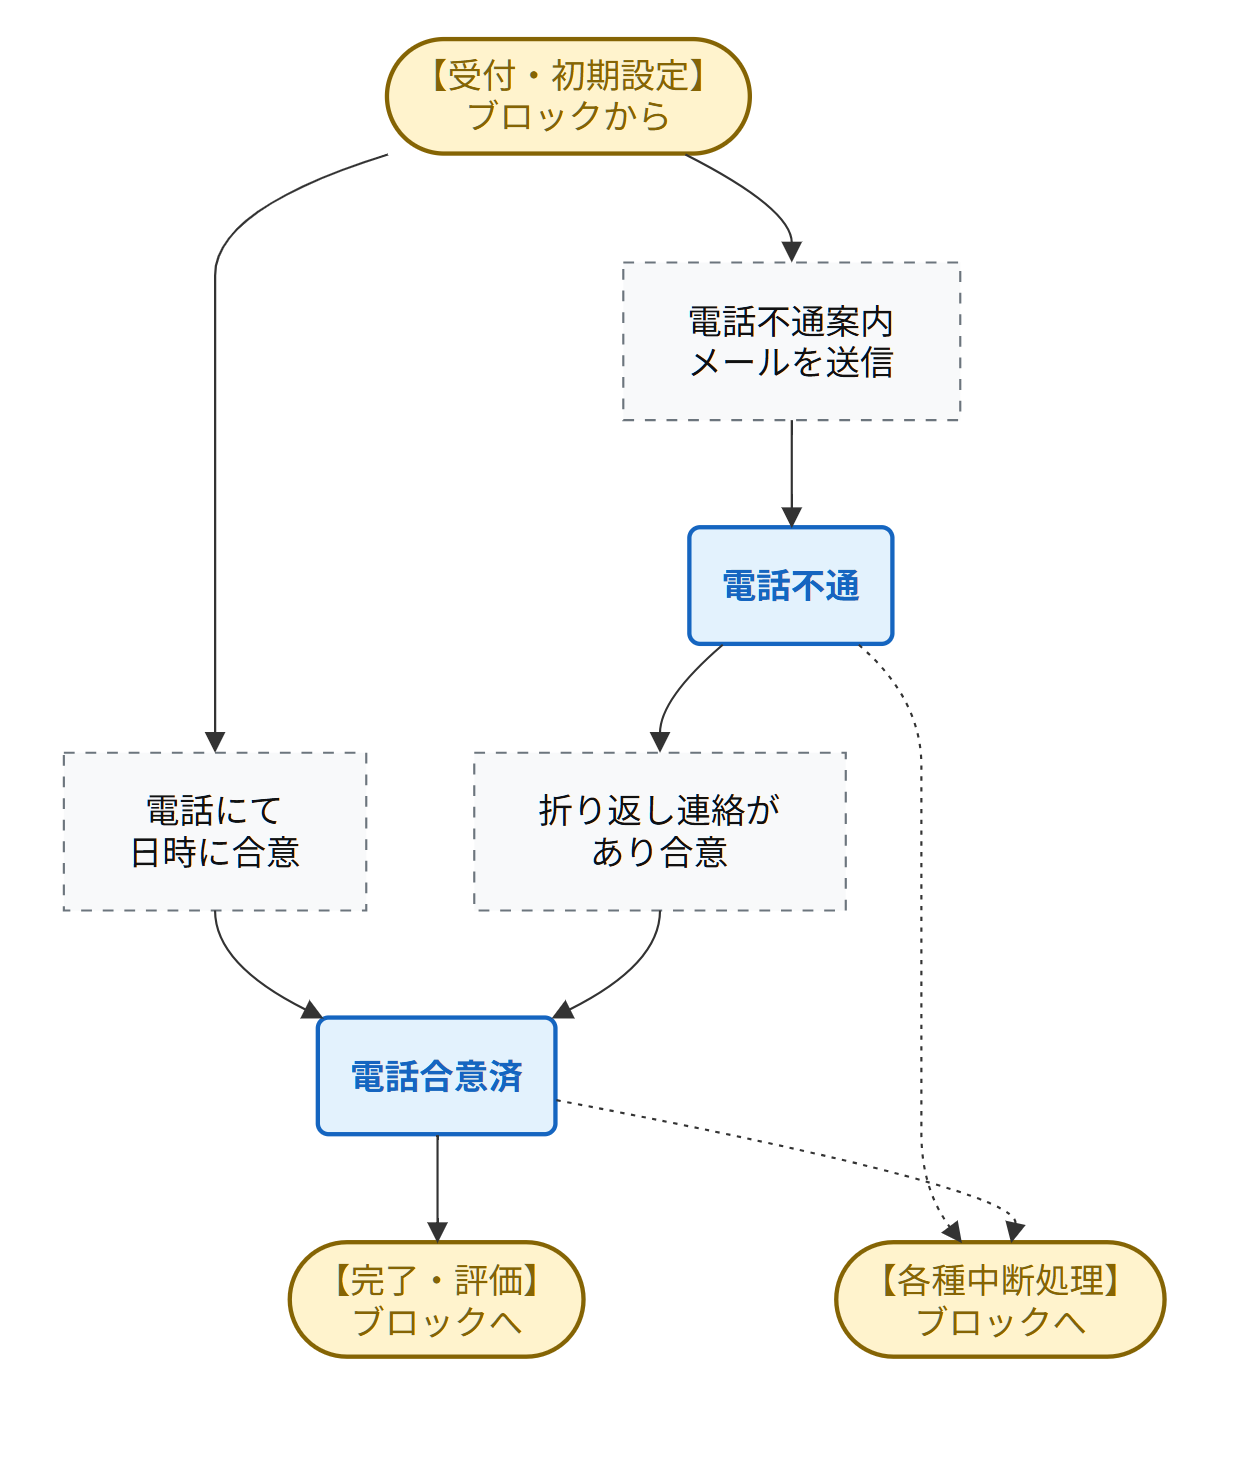 【受付・初期設定】
ブロックから
電話不通案内
メールを送信
電話不通
電話にて
日時に合意
折り返し連絡が
あり合意
電話合意済
【完了・評価】
ブロックへ
【各種中断処理】
ブロックへ